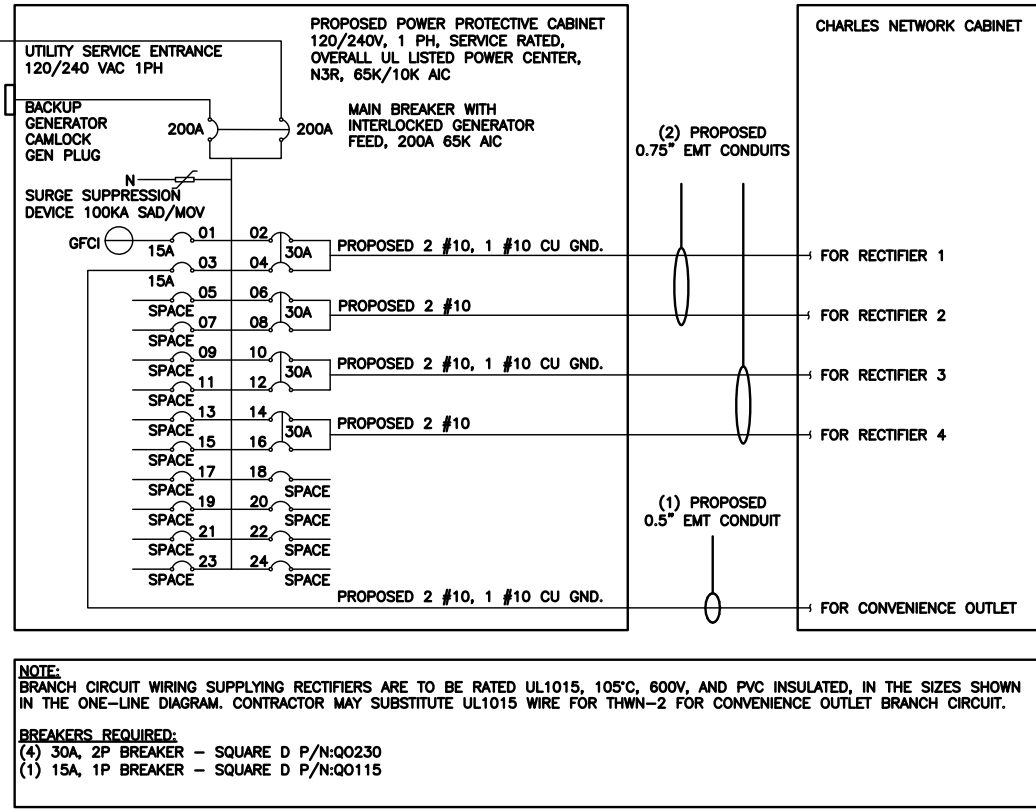 PROPOSED POWER PROTECTIVE CABINET
120/240V, 1 PH, SERVICE RATED,
OVERALL UL LISTED POWER CENTER,
N3R, 65K/10K AIC
CHARLES NETWORK CABINET
UTILITY SERVICE ENTRANCE
120/240 VAC 1PH
BACKUP
GENERATOR
CAMLOCK
GEN PLUG
200A
200A
MAIN BREAKER WITH
INTERLOCKED GENERATOR
FEED, 200A 65K AIC
(2) PROPOSED
0.75" EMT CONDUITS
N
SURGE SUPPRESSION
DEVICE 100KA SAD/MOV
GFCI
15A
01
02
30A
PROPOSED 2 #10, 1 #10 CU GND.
FOR RECTIFIER 1
15A
03
04
SPACE
05
06
30A
PROPOSED 2 #10
FOR RECTIFIER 2
SPACE
07
08
SPACE
09
10
30A
PROPOSED 2 #10, 1 #10 CU GND.
FOR RECTIFIER 3
SPACE
11
12
SPACE
13
14
30A
PROPOSED 2 #10
FOR RECTIFIER 4
SPACE
15
16
SPACE
17
18
SPACE
SPACE
19
20
SPACE
SPACE
21
22
SPACE
SPACE
23
24
SPACE
(1) PROPOSED
0.5" EMT CONDUIT
PROPOSED 2 #10, 1 #10 CU GND.
FOR CONVENIENCE OUTLET
NOTE:
BRANCH CIRCUIT WIRING SUPPLYING RECTIFIERS ARE TO BE RATED UL1015, 105°C, 600V, AND PVC INSULATED, IN THE SIZES SHOWN
IN THE ONE-LINE DIAGRAM. CONTRACTOR MAY SUBSTITUTE UL1015 WIRE FOR THWN-2 FOR CONVENIENCE OUTLET BRANCH CIRCUIT.
BREAKERS REQUIRED:
(4) 30A, 2P BREAKER - SQUARE D P/N:QO230
(1) 15A, 1P BREAKER - SQUARE D P/N:QO115